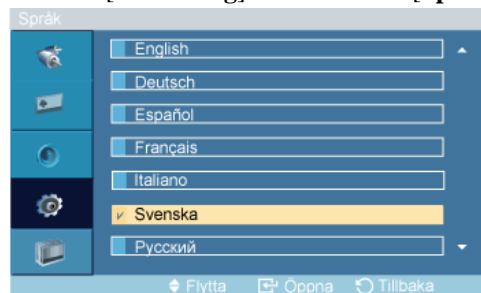 Språk
English
Deutsch
Español
Français
Italiano
Svenska
Русский
Flytta Öppna Tillbaka